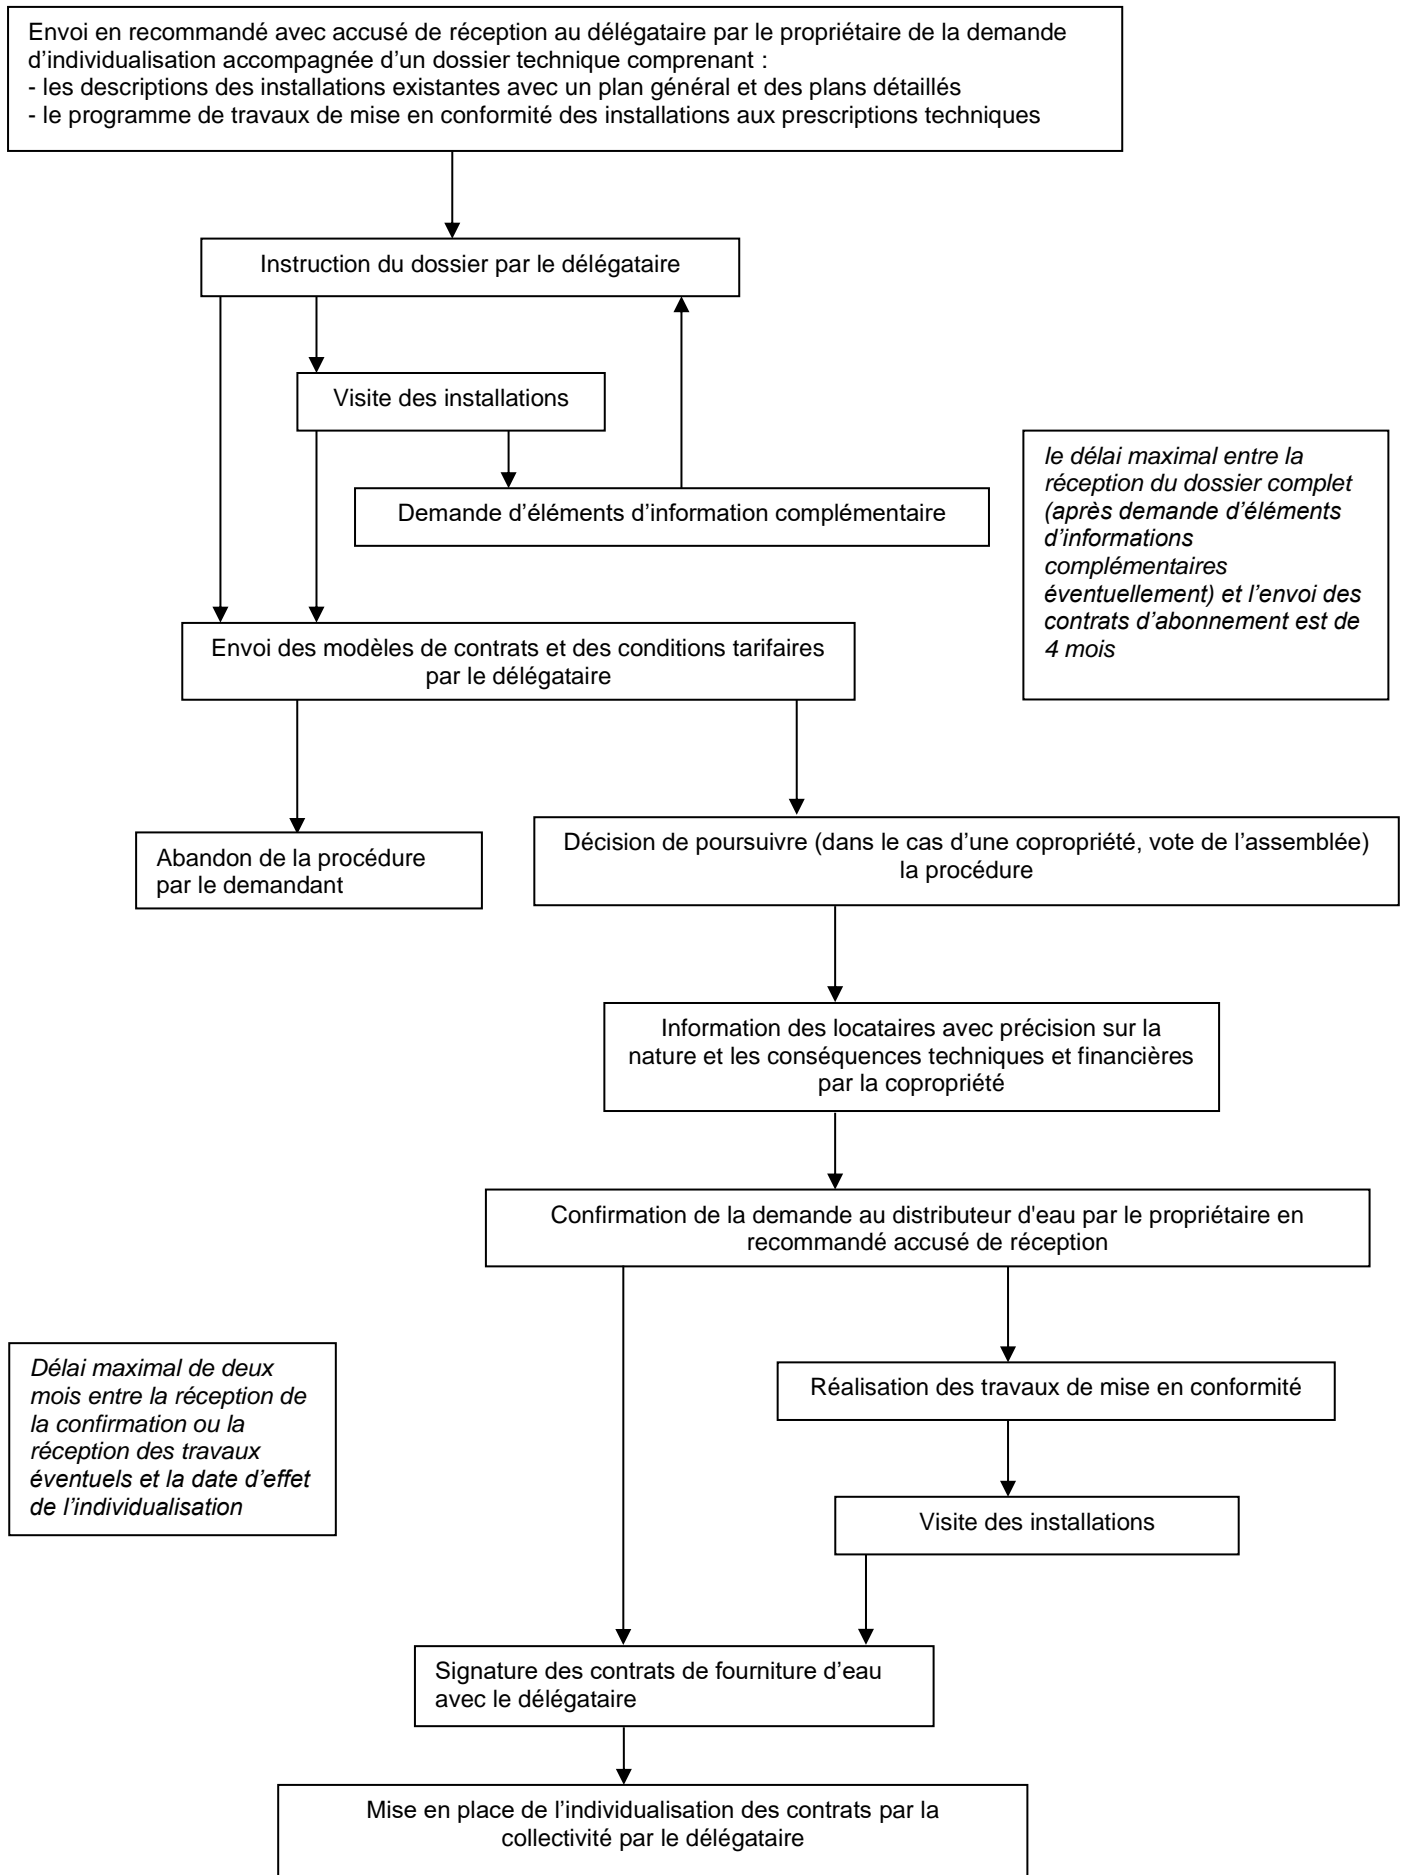 Envoi en recommandé avec accusé de réception au délégataire par le propriétaire de la demande
d’individualisation accompagnée d’un dossier technique comprenant :
- les descriptions des installations existantes avec un plan général et des plans détaillés
- le programme de travaux de mise en conformité des installations aux prescriptions techniques
Instruction du dossier par le délégataire
Visite des installations
Demande d’éléments d’information complémentaire
le délai maximal entre la
réception du dossier complet
(après demande d’éléments
d’informations
complémentaires
éventuellement) et l’envoi des
contrats d’abonnement est de
4 mois
Envoi des modèles de contrats et des conditions tarifaires
par le délégataire
Abandon de la procédure
par le demandant
Décision de poursuivre (dans le cas d’une copropriété, vote de l’assemblée)
la procédure
Information des locataires avec précision sur la
nature et les conséquences techniques et financières
par la copropriété
Confirmation de la demande au distributeur d'eau par le propriétaire en
recommandé accusé de réception
Délai maximal de deux
mois entre la réception de
la confirmation ou la
réception des travaux
éventuels et la date d’effet
de l’individualisation
Réalisation des travaux de mise en conformité
Visite des installations
Signature des contrats de fourniture d’eau
avec le délégataire
Mise en place de l’individualisation des contrats par la
collectivité par le délégataire